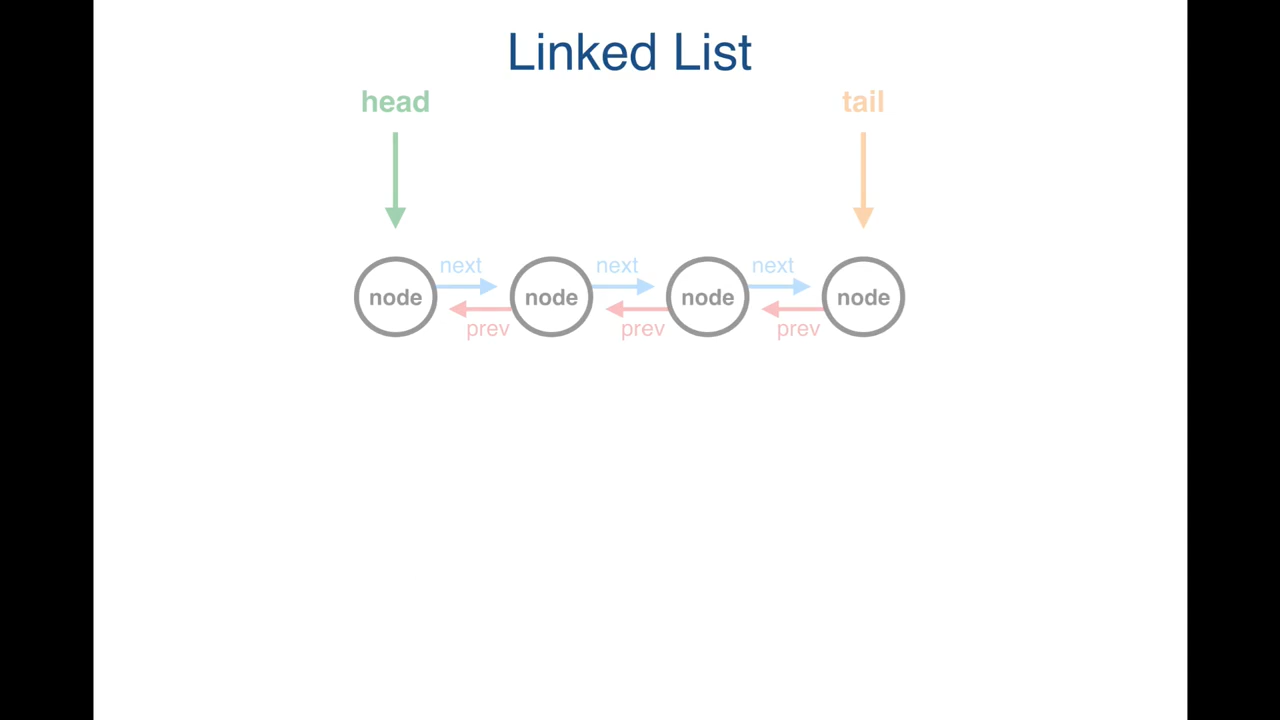 Linked List
head tail
next next next
node node node node
prev prev prev